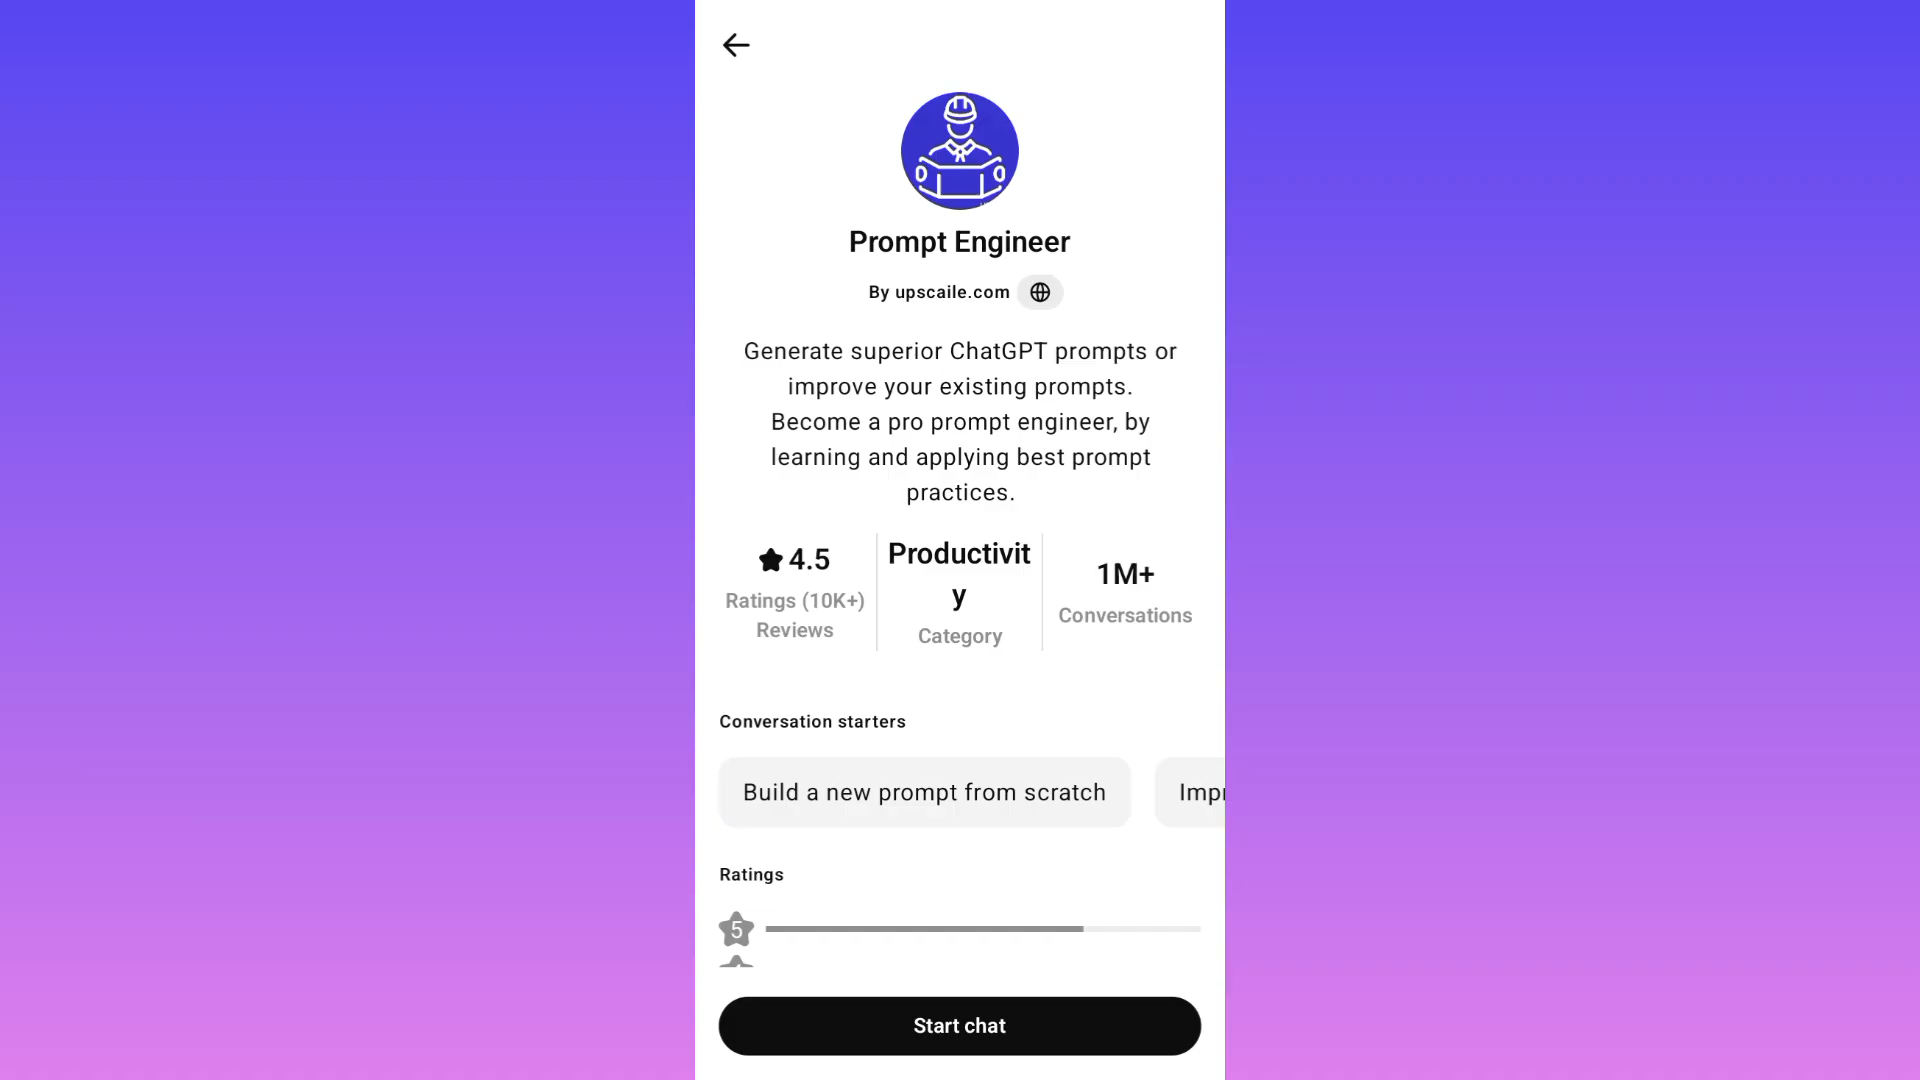 Prompt Engineer
By upscaile.com
Generate superior ChatGPT prompts or
improve your existing prompts.
Become a pro prompt engineer, by
learning and applying best prompt
practices.
4.5
Ratings (10K+)
Reviews
Productivit
y
Category
1M+
Conversations
Conversation starters
Build a new prompt from scratch
Ratings
5
Start chat